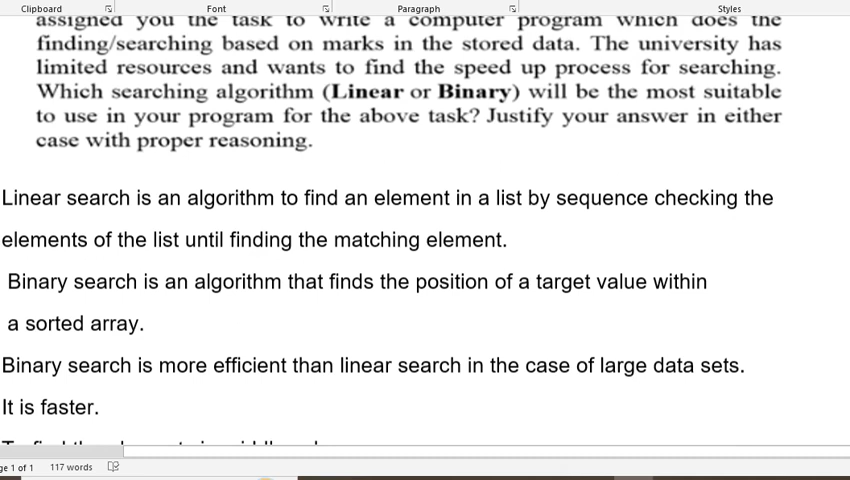 Clipboard Font Paragraph Styles
assigned you the task to write a computer program which does the
finding/searching based on marks in the stored data. The university has
limited resources and wants to find the speed up process for searching.
Which searching algorithm (Linear or Binary) will be the most suitable
to use in your program for the above task? Justify your answer in either
case with proper reasoning.
Linear search is an algorithm to find an element in a list by sequence checking the
elements of the list until finding the matching element.
Binary search is an algorithm that finds the position of a target value within
a sorted array.
Binary search is more efficient than linear search in the case of large data sets.
It is faster.
ge 1 of 1 117 words